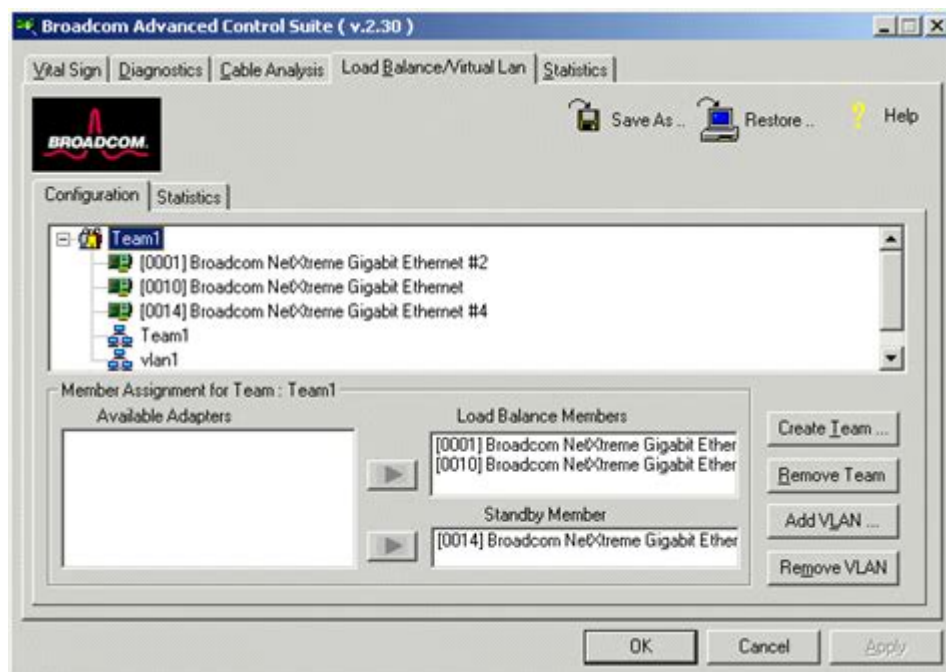 Broadcom Advanced Control Suite ( v.2.30 )
Vital Sign Diagnostics Cable Analysis Load Balance/Virtual Lan Statistics
BROADCOM. Save As .. Restore .. ? Help
Configuration Statistics
Team1
[0001] Broadcom NetXtreme Gigabit Ethernet #2
[0010] Broadcom NetXtreme Gigabit Ethernet
[0014] Broadcom NetXtreme Gigabit Ethernet #4
Team1
vlan1
Member Assignment for Team : Team1
Available Adapters
Load Balance Members
[0001] Broadcom NetXtreme Gigabit Ether
[0010] Broadcom NetXtreme Gigabit Ether
Standby Member
[0014] Broadcom NetXtreme Gigabit Ether
Create Team ...
Remove Team
Add VLAN ...
Remove VLAN
OK Cancel Apply